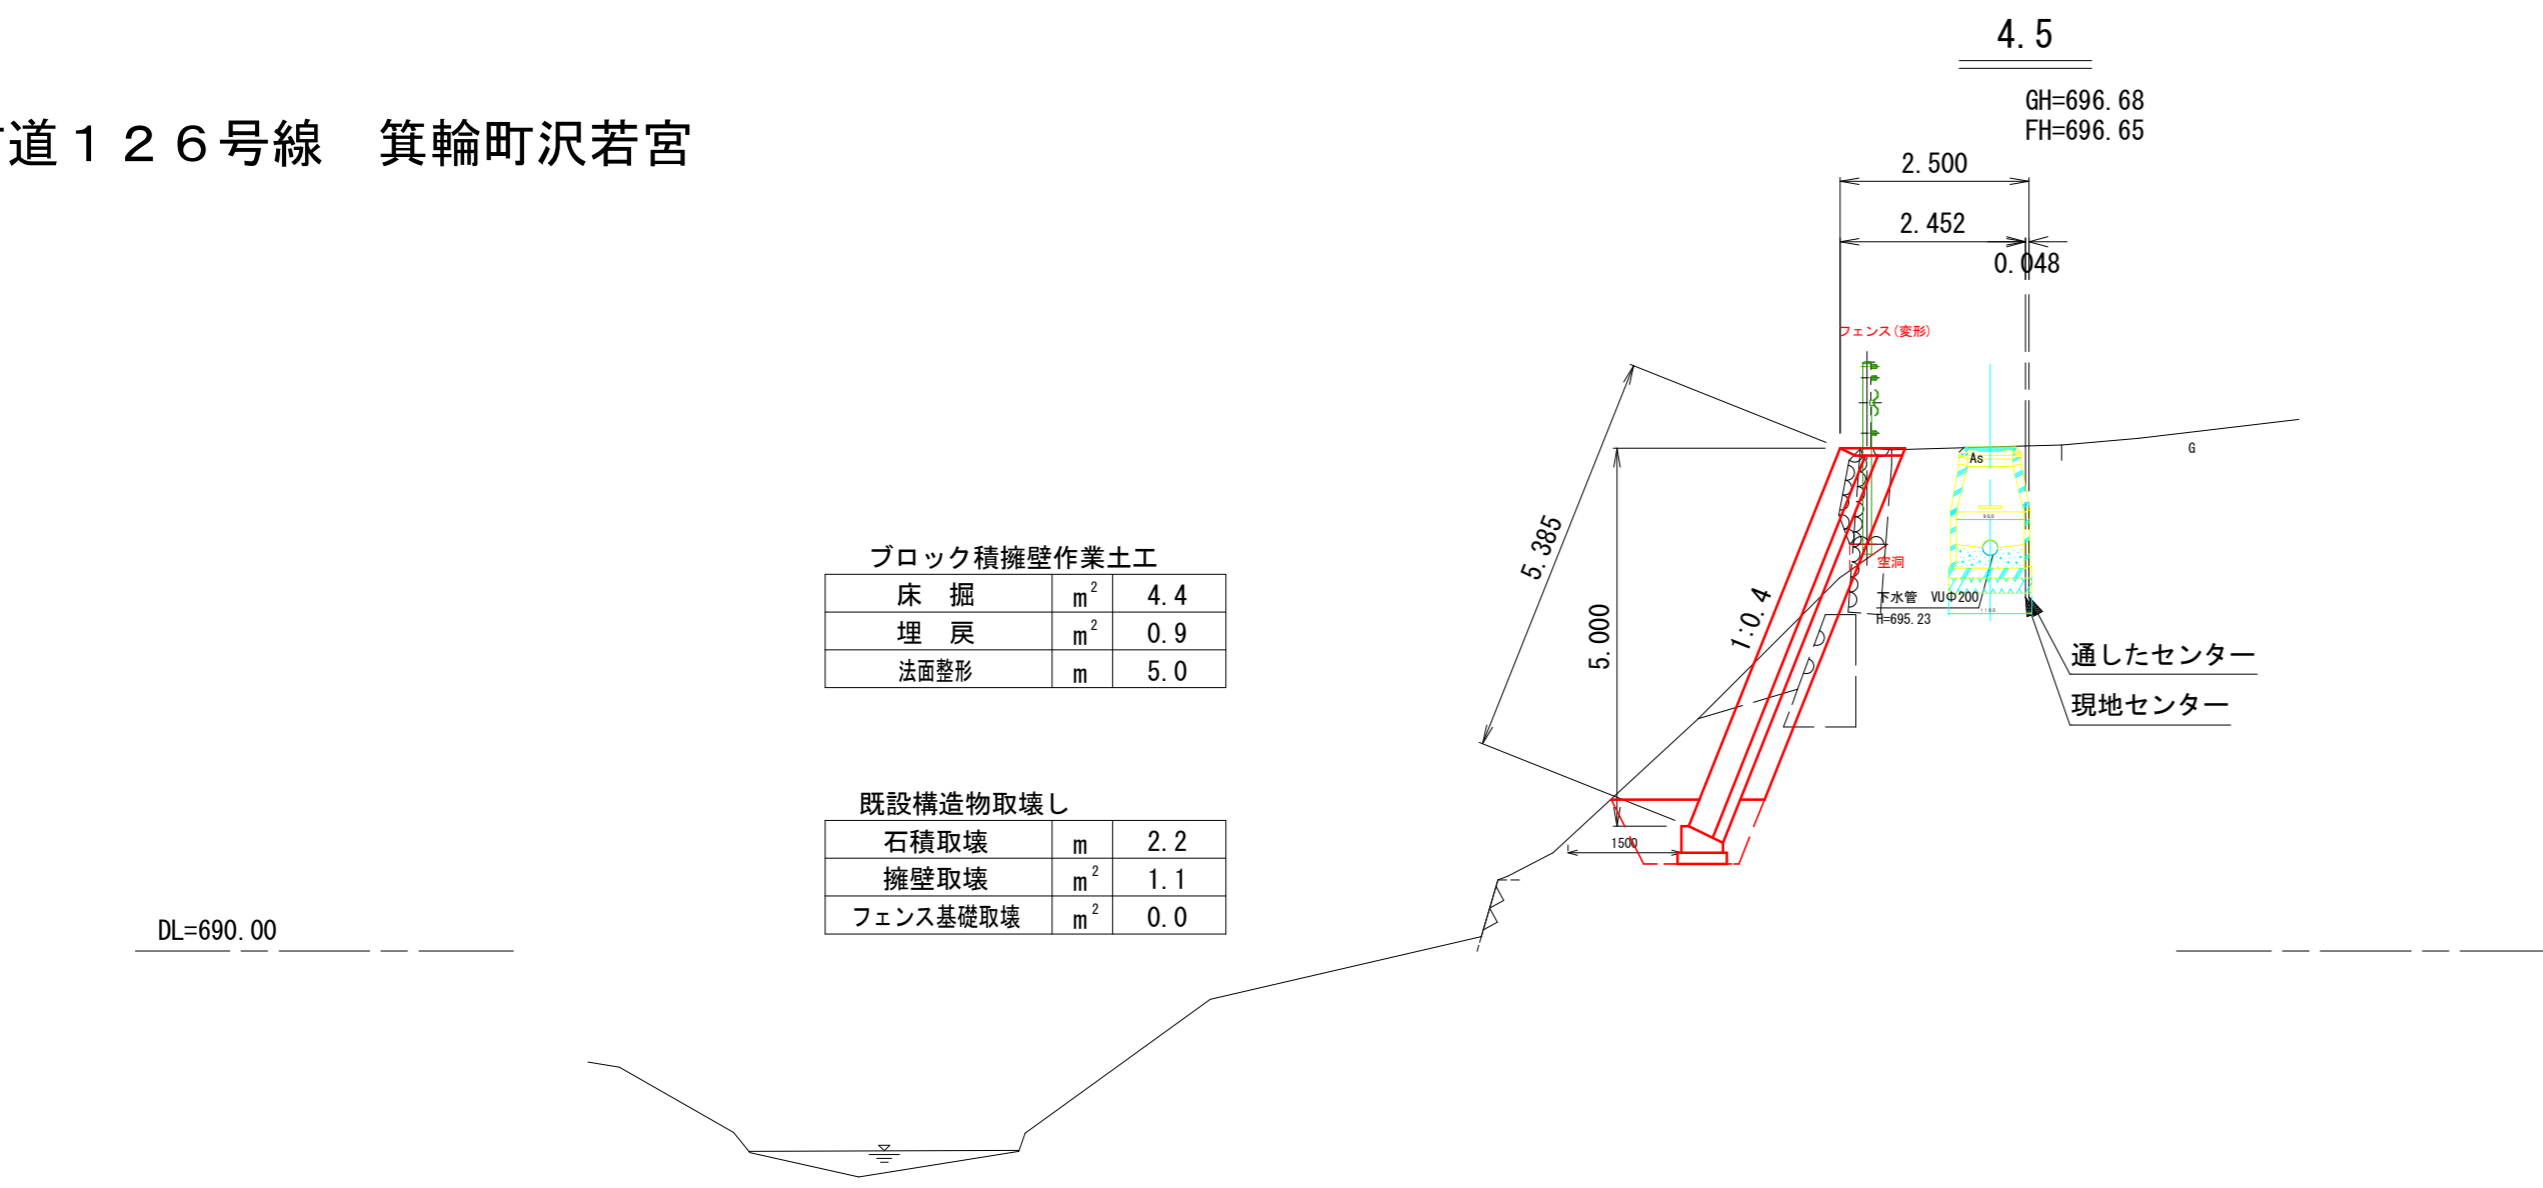 4.5
GH=696.68
FH=696.65
道１２６号線　箕輪町沢若宮
2.500
2.452
0.048
フェンス(変形)
G
As
900
5.385
空洞
ブロック積擁壁作業土工
床　掘 m² 4.4
埋　戻 m² 0.9
法面整形 m 5.0
下水管　VUΦ200
H=695.23
1100
1:0.4
5.000
通したセンター
現地センター
既設構造物取壊し
石積取壊 m 2.2
擁壁取壊 m² 1.1
フェンス基礎取壊 m² 0.0
1500
DL=690.00